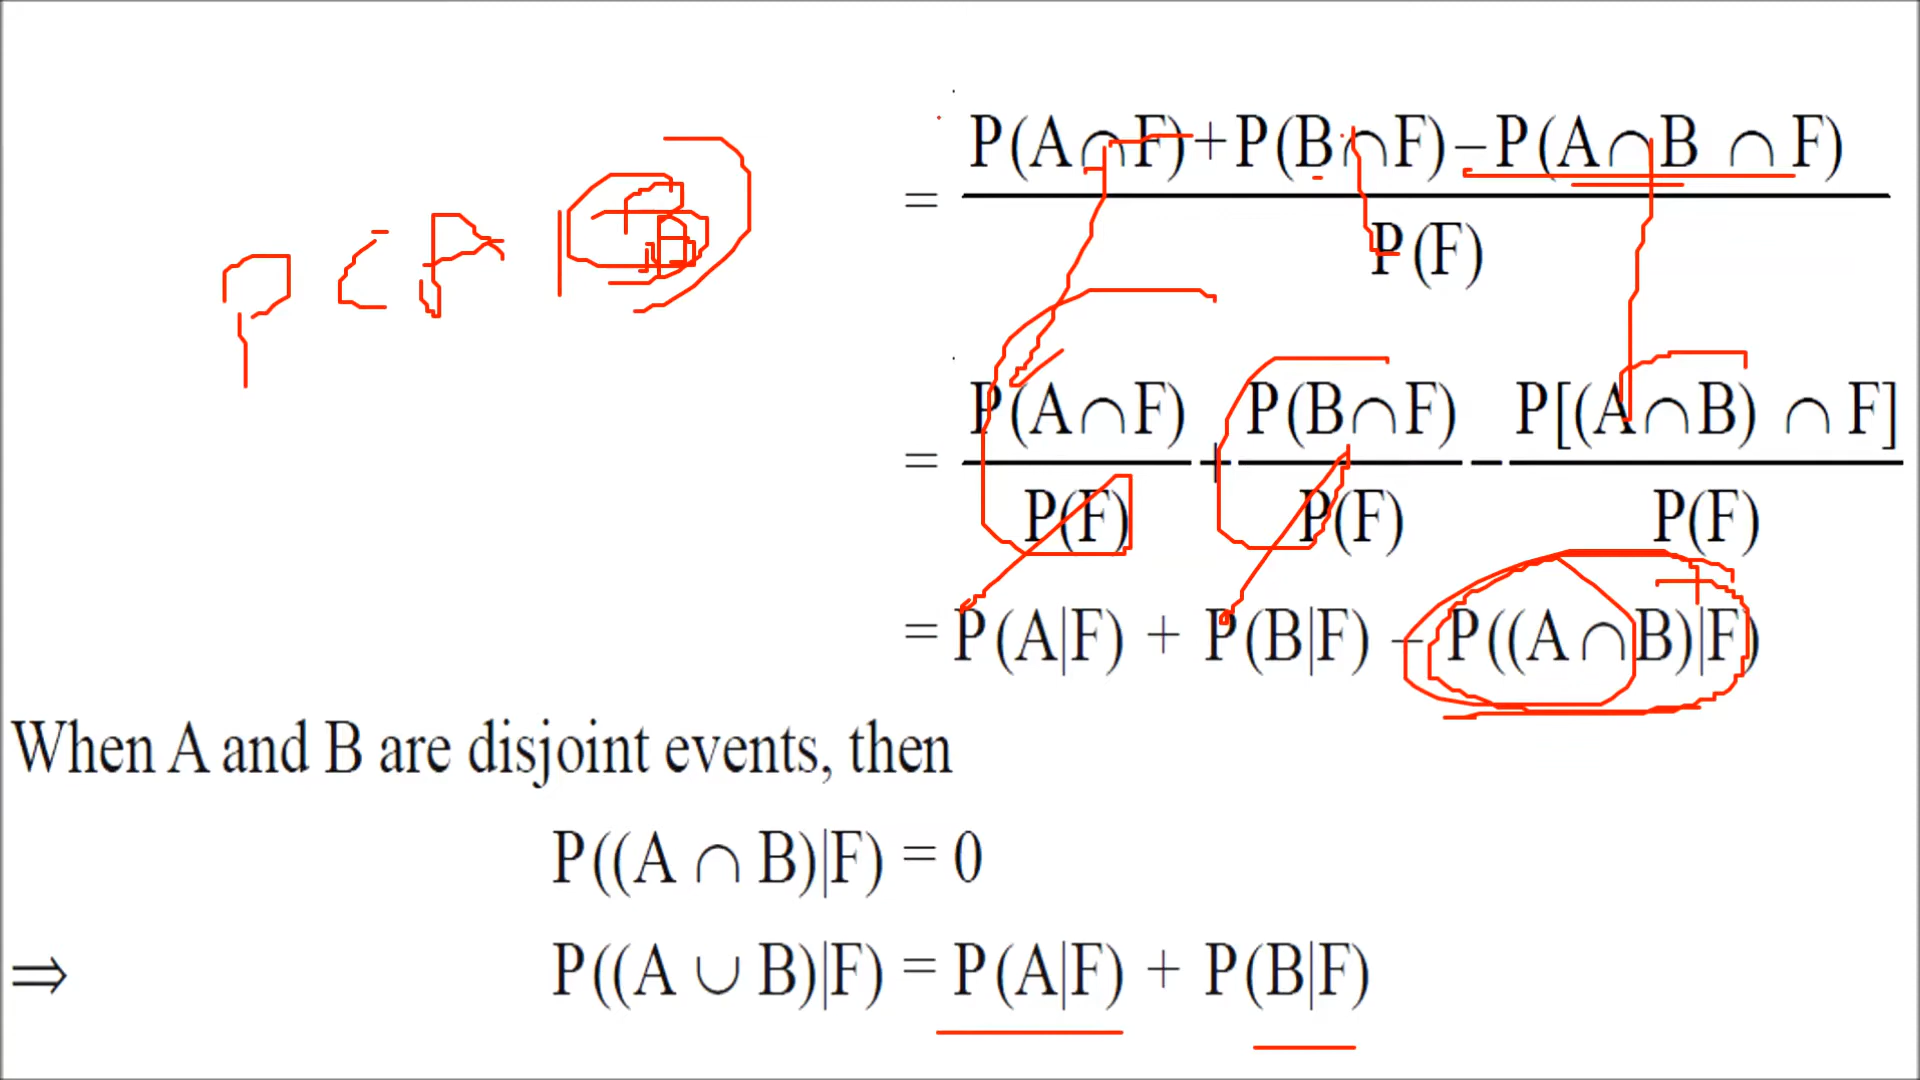 = P(A∩F)+P(B∩F)–P(A∩B ∩ F)
P(F)
= P(A∩F) + P(B∩F) – P[(A∩B) ∩ F]
P(F) P(F) P(F)
= P(A|F) + P(B|F) – P((A ∩ B)|F)
When A and B are disjoint events, then
P((A ∩ B)|F) = 0
⇒ P((A ∪ B)|F) = P(A|F) + P(B|F)